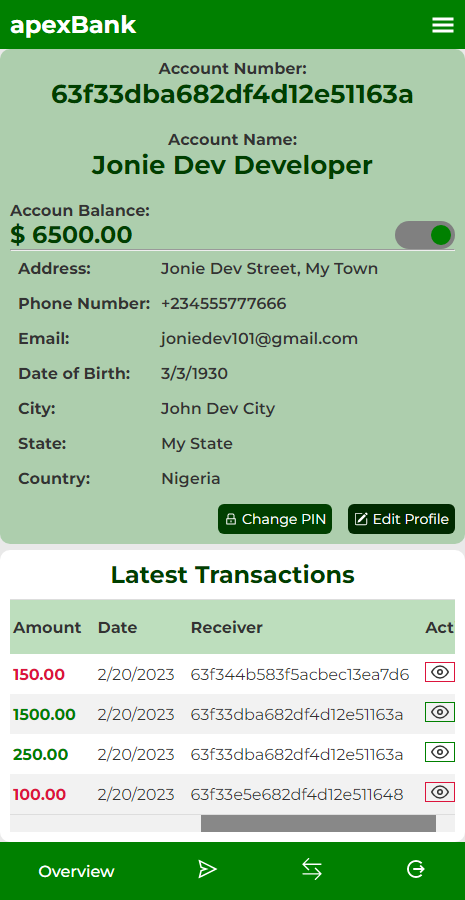 apexBank
Account Number:
63f33dba682df4d12e51163a
Account Name:
Jonie Dev Developer
Accoun Balance:
$ 6500.00
Address: Jonie Dev Street, My Town
Phone Number: +234555777666
Email: joniedev101@gmail.com
Date of Birth: 3/3/1930
City: John Dev City
State: My State
Country: Nigeria
Change PIN Edit Profile
Latest Transactions
Amount Date Receiver Act
150.00 2/20/2023 63f344b583f5acbec13ea7d6
1500.00 2/20/2023 63f33dba682df4d12e51163a
250.00 2/20/2023 63f33dba682df4d12e51163a
100.00 2/20/2023 63f33e5e682df4d12e511648
Overview